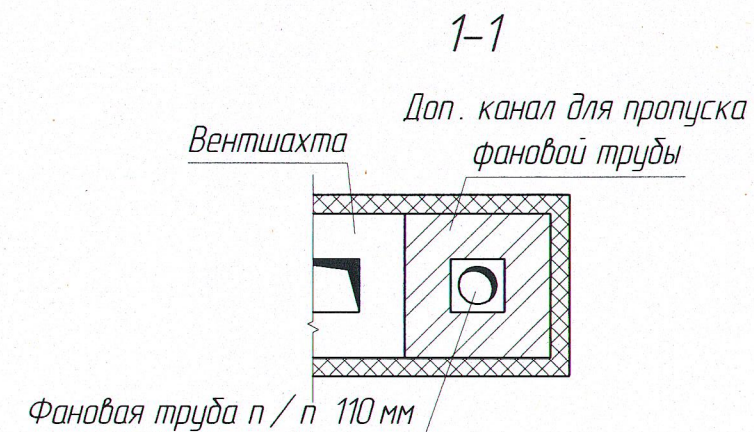 1-1
Доп. канал для пропуска
фановой трубы
Вентшахта
Фановая труба п/п 110 мм